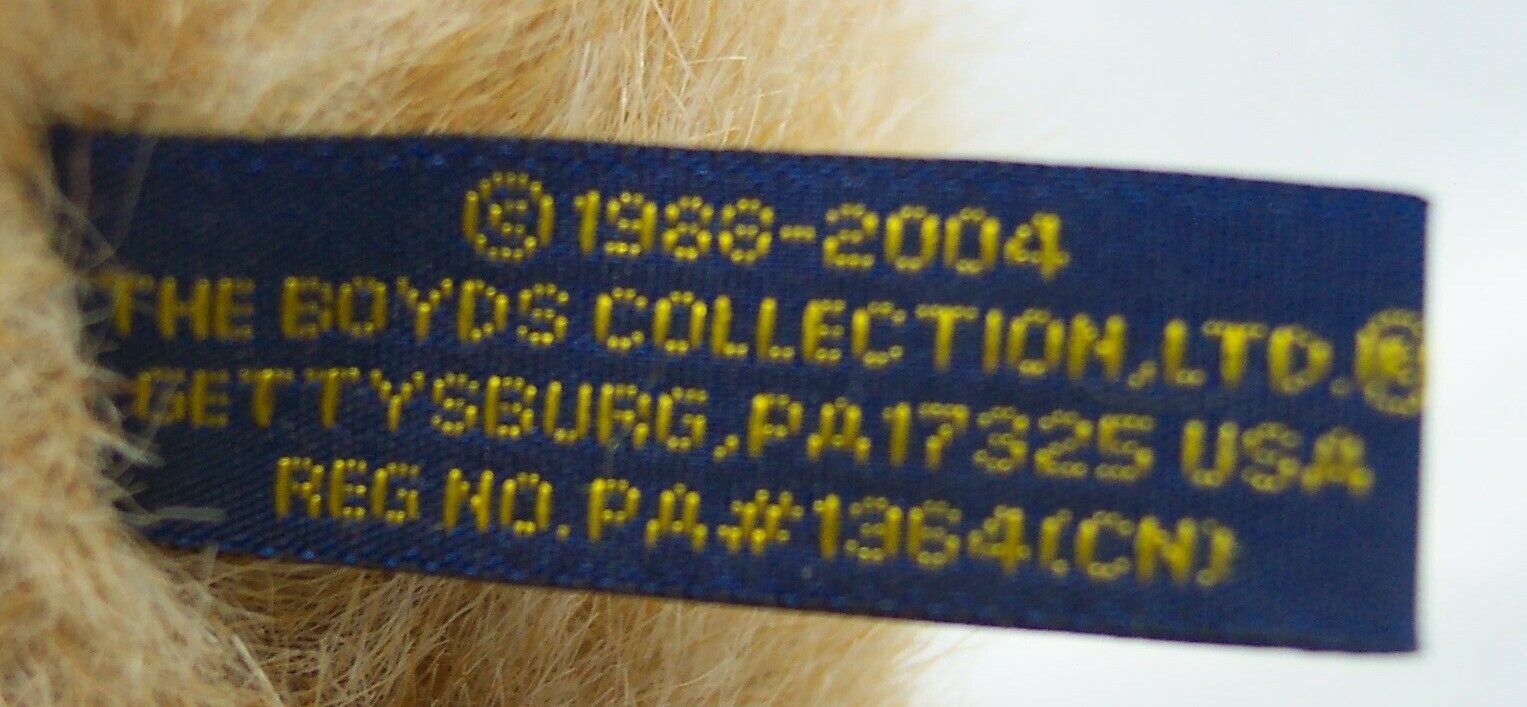 ©1988-2004
THE BOYDS COLLECTION,LTD.®
GETTYSBURG,PA17325 USA
REG NO.PA#1364(CN)